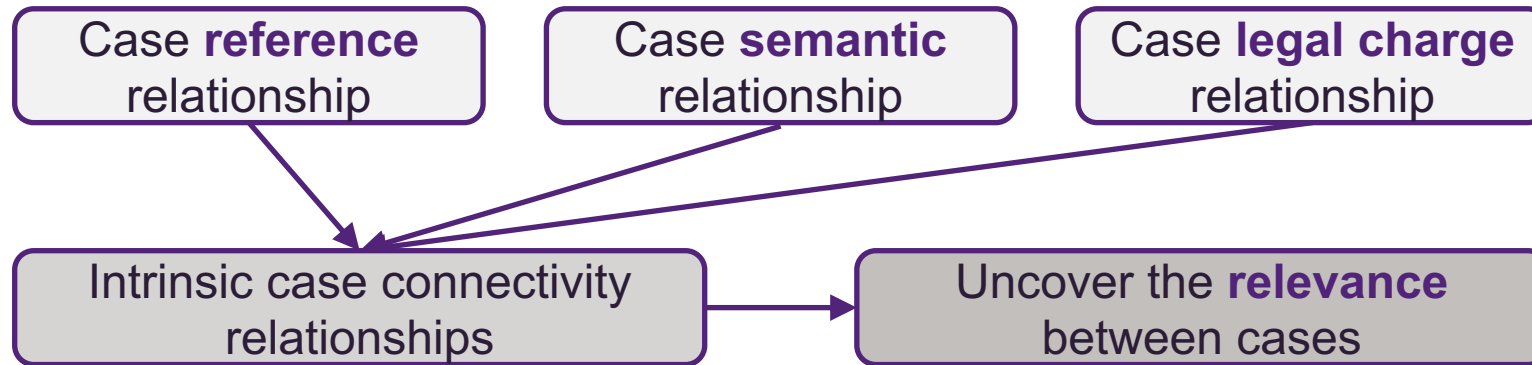 Case reference
relationship
Case semantic
relationship
Case legal charge
relationship
Intrinsic case connectivity
relationships
Uncover the relevance
between cases